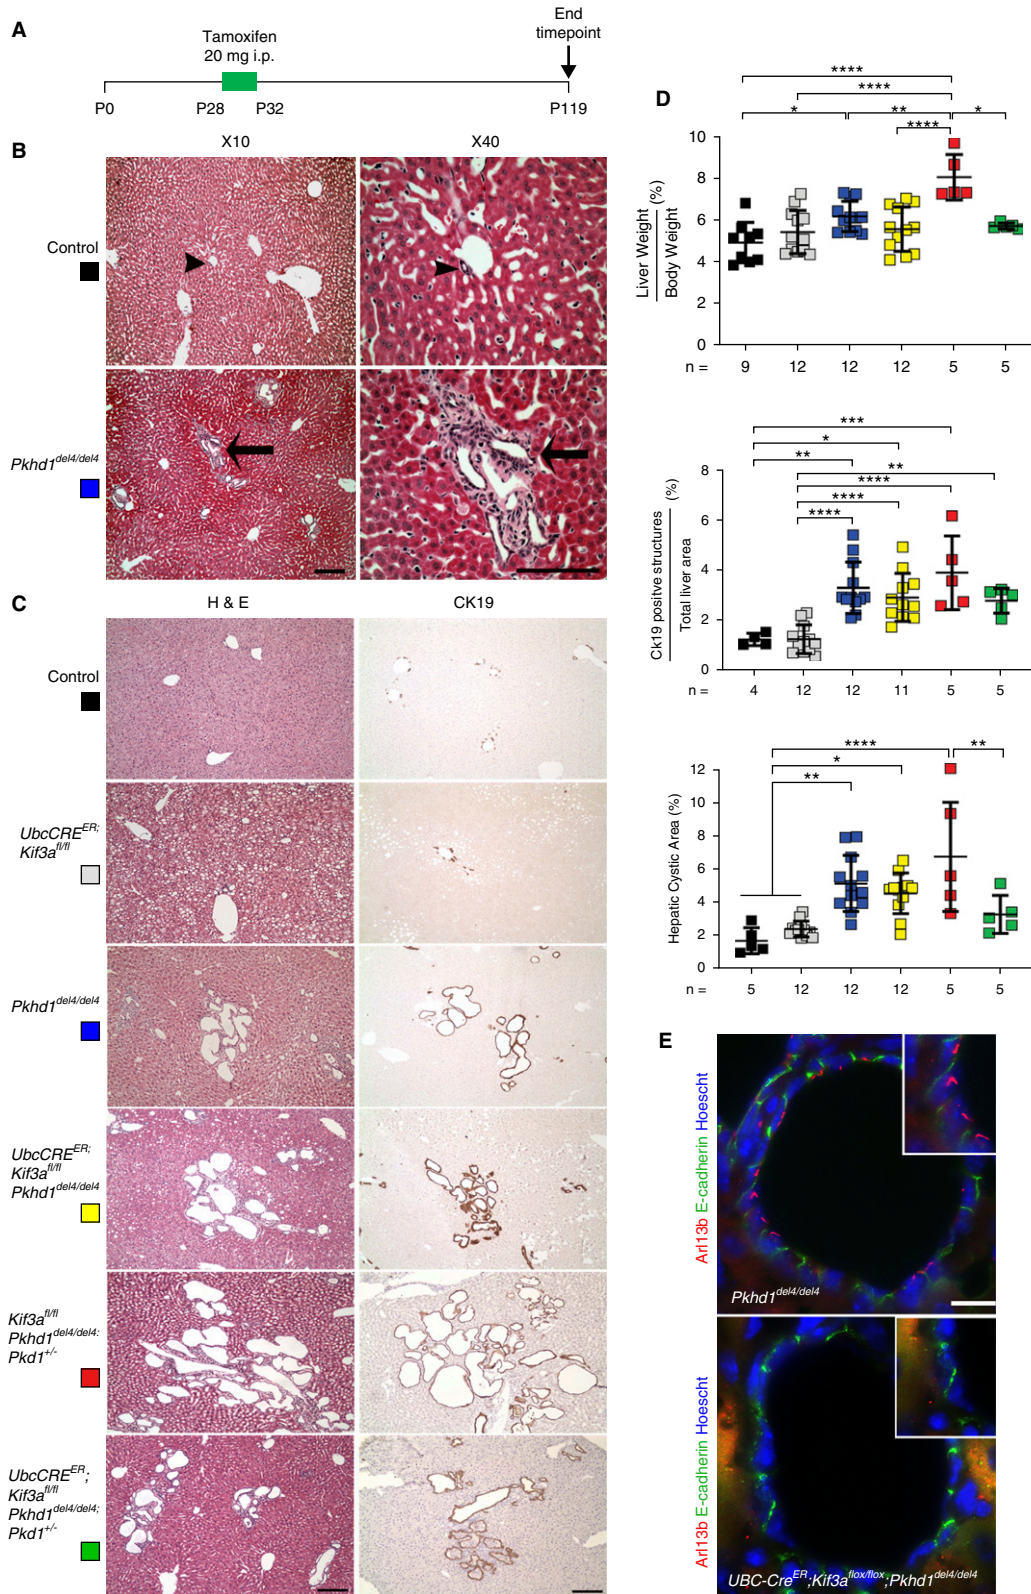 A
Tamoxifen
20 mg i.p.
End
timepoint
P0
P28
P32
P119
B
X10
X40
Control
Pkhd1del4/del4
C
H & E
CK19
Control
UbcCREER;
Kif3afl/fl
Pkhd1del4/del4
UbcCREER;
Kif3afl/fl
Pkhd1del4/del4
Kif3afl/fl
Pkhd1del4/del4;
Pkd1+/-
UbcCREER;
Kif3afl/fl
Pkhd1del4/del4;
Pkd1+/-
D
****
****
* ** *
****
Liver Weight
Body Weight
(%)
10
8
6
4
2
0
n = 9 12 12 12 5 5
***
*
**
**
****
****
****
Ck19 positve structures
Total liver area
(%)
8
6
4
2
0
n = 4 12 12 11 5 5
**** **
*
**
Hepatic Cystic Area (%)
12
10
8
6
4
2
0
n = 5 12 12 12 5 5
E
Arl13b E-cadherin Hoescht
Pkhd1del4/del4
Arl13b E-cadherin Hoescht
UBC-CreER;Kif3aflox/flox;Pkhd1del4/del4